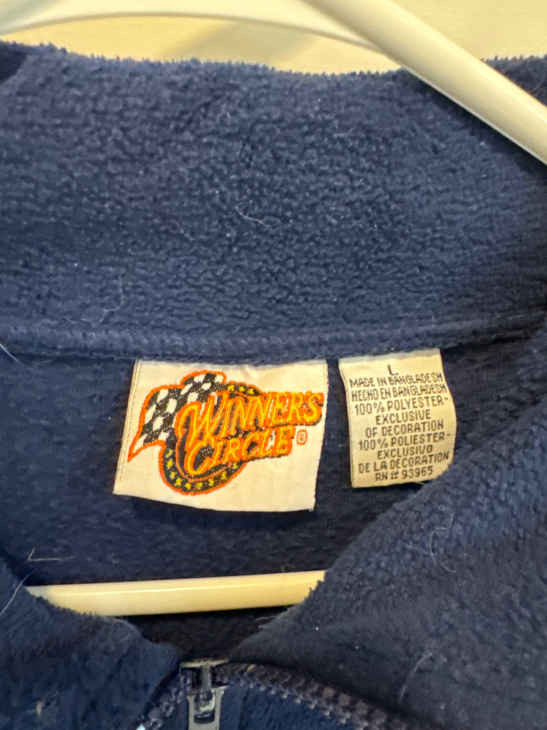 WINNER'S
CIRCLE®
L
MADE IN BANGLADESH
HECHO EN BANGLADESH
100% POLYESTER-
EXCLUSIVE
OF DECORATION
100% POLIESTER-
EXCLUSIVO
DE LA DECORATION
RN # 93965